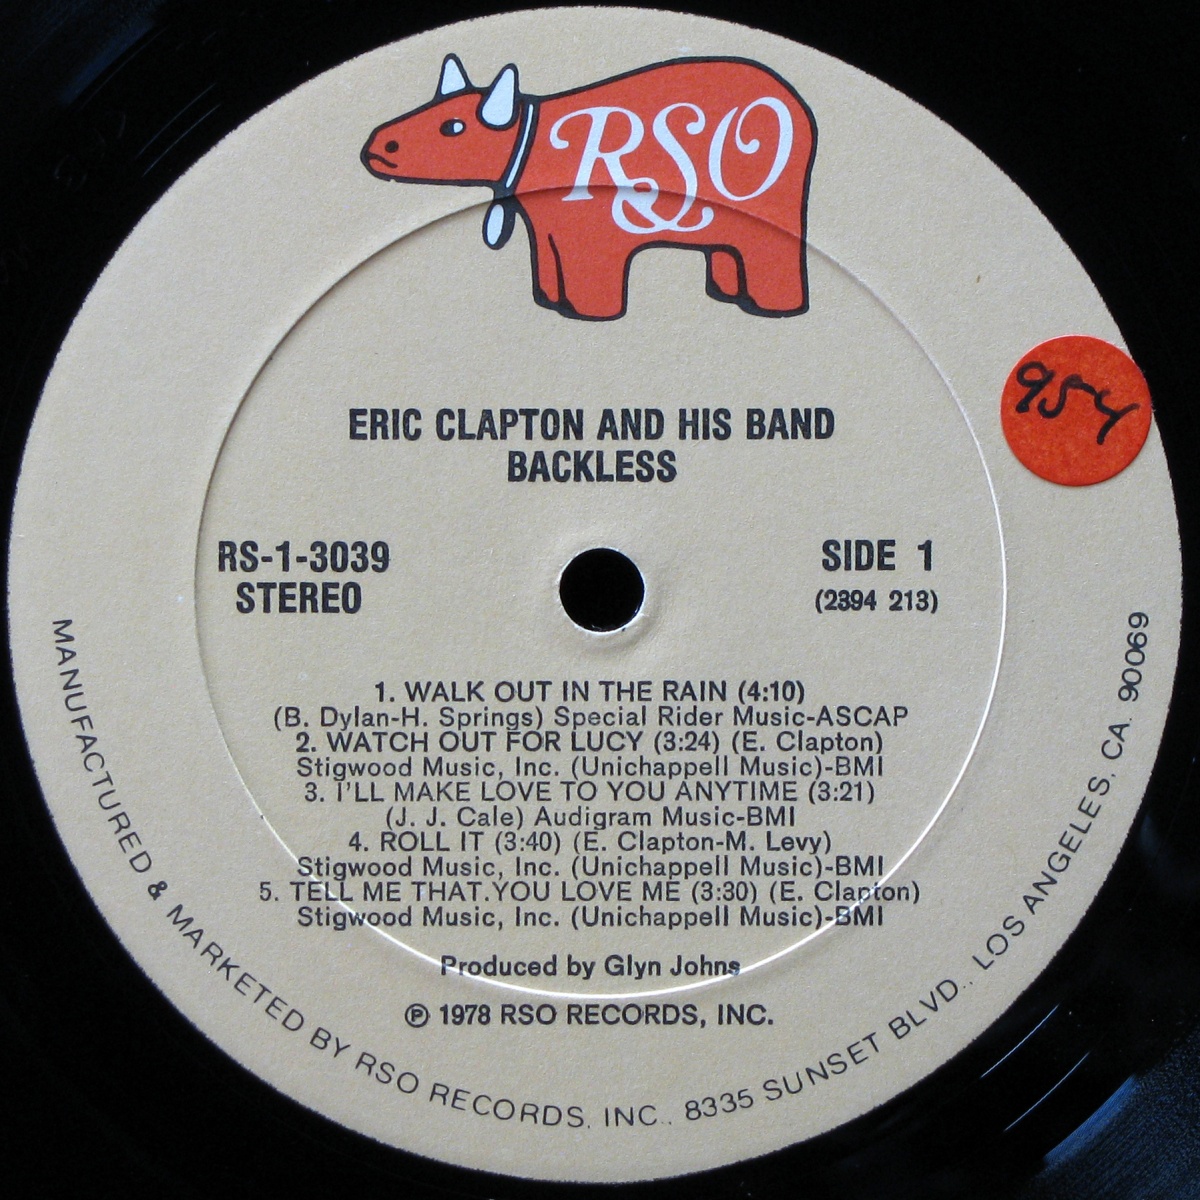 RSO
954
ERIC CLAPTON AND HIS BAND
BACKLESS
RS-1-3039
STEREO
SIDE 1
(2394 213)
1. WALK OUT IN THE RAIN (4:10)
(B. Dylan-H. Springs) Special Rider Music-ASCAP
2. WATCH OUT FOR LUCY (3:24) (E. Clapton)
Stigwood Music, Inc. (Unichappell Music)-BMI
3. I'LL MAKE LOVE TO YOU ANYTIME (3:21)
(J. J. Cale) Audigram Music-BMI
4. ROLL IT (3:40) (E. Clapton-M. Levy)
Stigwood Music, Inc. (Unichappell Music)-BMI
5. TELL ME THAT.YOU LOVE ME (3:30) (E. Clapton)
Stigwood Music, Inc. (Unichappell Music)-BMI
Produced by Glyn Johns
℗ 1978 RSO RECORDS, INC.
MANUFACTURED & MARKETED BY RSO RECORDS, INC., 8335 SUNSET BLVD., LOS ANGELES, CA. 90069